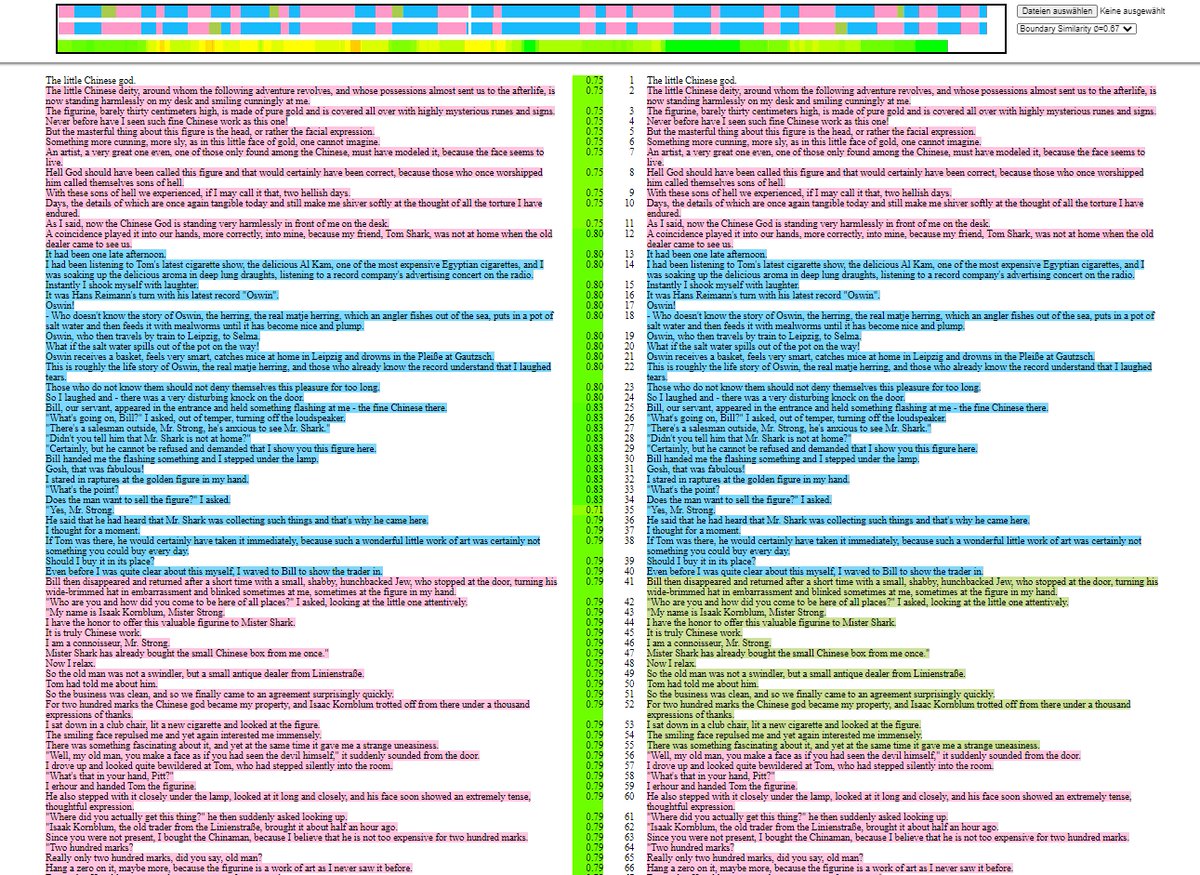 Dateien auswählen Keine ausgewählt
Boundary Similarity ∅=0.67
The little Chinese god. 0.75 1 The little Chinese god.
The little Chinese deity, around whom the following adventure revolves, and whose possessions almost sent us to the afterlife, is 0.75 2 The little Chinese deity, around whom the following adventure revolves, and whose possessions almost sent us to the afterlife, is
now standing harmlessly on my desk and smiling cunningly at me. now standing harmlessly on my desk and smiling cunningly at me.
The figurine, barely thirty centimeters high, is made of pure gold and is covered all over with highly mysterious runes and signs. 0.75 3 The figurine, barely thirty centimeters high, is made of pure gold and is covered all over with highly mysterious runes and signs.
Never before have I seen such fine Chinese work as this one! 0.75 4 Never before have I seen such fine Chinese work as this one!
But the masterful thing about this figure is the head, or rather the facial expression. 0.75 5 But the masterful thing about this figure is the head, or rather the facial expression.
Something more cunning, more sly, as in this little face of gold, one cannot imagine. 0.75 6 Something more cunning, more sly, as in this little face of gold, one cannot imagine.
An artist, a very great one even, one of those only found among the Chinese, must have modeled it, because the face seems to 0.75 7 An artist, a very great one even, one of those only found among the Chinese, must have modeled it, because the face seems to
live. live.
Hell God should have been called this figure and that would certainly have been correct, because those who once worshipped 0.75 8 Hell God should have been called this figure and that would certainly have been correct, because those who once worshipped
him called themselves sons of hell. him called themselves sons of hell.
With these sons of hell we experienced, if I may call it that, two hellish days. 0.75 9 With these sons of hell we experienced, if I may call it that, two hellish days.
Days, the details of which are once again tangible today and still make me shiver softly at the thought of all the torture I have 0.75 10 Days, the details of which are once again tangible today and still make me shiver softly at the thought of all the torture I have
endured. endured.
As I said, now the Chinese God is standing very harmlessly in front of me on the desk. 0.75 11 As I said, now the Chinese God is standing very harmlessly in front of me on the desk.
A coincidence played it into our hands, more correctly, into mine, because my friend, Tom Shark, was not at home when the old 0.80 12 A coincidence played it into our hands, more correctly, into mine, because my friend, Tom Shark, was not at home when the old
dealer came to see us. dealer came to see us.
It had been one late afternoon. 0.80 13 It had been one late afternoon.
I had been listening to Tom's latest cigarette show, the delicious Al Kam, one of the most expensive Egyptian cigarettes, and I 0.80 14 I had been listening to Tom's latest cigarette show, the delicious Al Kam, one of the most expensive Egyptian cigarettes, and I
was soaking up the delicious aroma in deep lung draughts, listening to a record company's advertising concert on the radio. was soaking up the delicious aroma in deep lung draughts, listening to a record company's advertising concert on the radio.
Instantly I shook myself with laughter. 0.80 15 Instantly I shook myself with laughter.
It was Hans Reimann's turn with his latest record "Oswin". 0.80 16 It was Hans Reimann's turn with his latest record "Oswin".
Oswin! 0.80 17 Oswin!
- Who doesn't know the story of Oswin, the herring, the real matje herring, which an angler fishes out of the sea, puts in a pot of 0.80 18 - Who doesn't know the story of Oswin, the herring, the real matje herring, which an angler fishes out of the sea, puts in a pot of
salt water and then feeds it with mealworms until it has become nice and plump. salt water and then feeds it with mealworms until it has become nice and plump.
Oswin, who then travels by train to Leipzig, to Selma. 0.80 19 Oswin, who then travels by train to Leipzig, to Selma.
What if the salt water spills out of the pot on the way! 0.80 20 What if the salt water spills out of the pot on the way!
Oswin receives a basket, feels very smart, catches mice at home in Leipzig and drowns in the Pleiße at Gautzsch. 0.80 21 Oswin receives a basket, feels very smart, catches mice at home in Leipzig and drowns in the Pleiße at Gautzsch.
This is roughly the life story of Oswin, the real matje herring, and those who already know the record understand that I laughed 0.80 22 This is roughly the life story of Oswin, the real matje herring, and those who already know the record understand that I laughed
tears. tears.
Those who do not know them should not deny themselves this pleasure for too long. 0.80 23 Those who do not know them should not deny themselves this pleasure for too long.
So I laughed and - there was a very disturbing knock on the door. 0.80 24 So I laughed and - there was a very disturbing knock on the door.
Bill, our servant, appeared in the entrance and held something flashing at me - the fine Chinese there. 0.83 25 Bill, our servant, appeared in the entrance and held something flashing at me - the fine Chinese there.
"What's going on, Bill?" I asked, out of temper, turning off the loudspeaker. 0.83 26 "What's going on, Bill?" I asked, out of temper, turning off the loudspeaker.
"There's a salesman outside, Mr. Strong, he's anxious to see Mr. Shark." 0.83 27 "There's a salesman outside, Mr. Strong, he's anxious to see Mr. Shark."
"Didn't you tell him that Mr. Shark is not at home?" 0.83 28 "Didn't you tell him that Mr. Shark is not at home?"
"Certainly, but he cannot be refused and demanded that I show you this figure here. 0.83 29 "Certainly, but he cannot be refused and demanded that I show you this figure here.
Bill handed me the flashing something and I stepped under the lamp. 0.83 30 Bill handed me the flashing something and I stepped under the lamp.
Gosh, that was fabulous! 0.83 31 Gosh, that was fabulous!
I stared in raptures at the golden figure in my hand. 0.83 32 I stared in raptures at the golden figure in my hand.
"What's the point? 0.83 33 "What's the point?
Does the man want to sell the figure?" I asked. 0.83 34 Does the man want to sell the figure?" I asked.
"Yes, Mr. Strong. 0.71 35 "Yes, Mr. Strong.
He said that he had heard that Mr. Shark was collecting such things and that's why he came here. 0.79 36 He said that he had heard that Mr. Shark was collecting such things and that's why he came here.
I thought for a moment. 0.79 37 I thought for a moment.
If Tom was there, he would certainly have taken it immediately, because such a wonderful little work of art was certainly not 0.79 38 If Tom was there, he would certainly have taken it immediately, because such a wonderful little work of art was certainly not
something you could buy every day. something you could buy every day.
Should I buy it in its place? 0.79 39 Should I buy it in its place?
Even before I was quite clear about this myself, I waved to Bill to show the trader in. 0.79 40 Even before I was quite clear about this myself, I waved to Bill to show the trader in.
Bill then disappeared and returned after a short time with a small, shabby, hunchbacked Jew, who stopped at the door, turning his 41 Bill then disappeared and returned after a short time with a small, shabby, hunchbacked Jew, who stopped at the door, turning his
wide-brimmed hat in embarrassment and blinked sometimes at me, sometimes at the figure in my hand. wide-brimmed hat in embarrassment and blinked sometimes at me, sometimes at the figure in my hand.
"Who are you and how did you come to be here of all places?" I asked, looking at the little one attentively. 0.79 42 "Who are you and how did you come to be here of all places?" I asked, looking at the little one attentively.
"My name is Isaak Kornblum, Mister Strong. 0.79 43 "My name is Isaak Kornblum, Mister Strong.
I have the honor to offer this valuable figurine to Mister Shark. 0.79 44 I have the honor to offer this valuable figurine to Mister Shark.
It is truly Chinese work. 0.79 45 It is truly Chinese work.
I am a connoisseur, Mr. Strong. 0.79 46 I am a connoisseur, Mr. Strong.
Mister Shark has already bought the small Chinese box from me once." 0.79 47 Mister Shark has already bought the small Chinese box from me once."
Now I relax. 0.79 48 Now I relax.
So the old man was not a swindler, but a small antique dealer from Linienstraße. 0.79 49 So the old man was not a swindler, but a small antique dealer from Linienstraße.
Tom had told me about him. 0.79 50 Tom had told me about him.
So the business was clean, and so we finally came to an agreement surprisingly quickly. 0.79 51 So the business was clean, and so we finally came to an agreement surprisingly quickly.
For two hundred marks the Chinese god became my property, and Isaac Kornblum trotted off from there under a thousand 0.79 52 For two hundred marks the Chinese god became my property, and Isaac Kornblum trotted off from there under a thousand
expressions of thanks. expressions of thanks.
I sat down in a club chair, lit a new cigarette and looked at the figure. 0.79 53 I sat down in a club chair, lit a new cigarette and looked at the figure.
The smiling face repulsed me and yet again interested me immensely. 0.79 54 The smiling face repulsed me and yet again interested me immensely.
There was something fascinating about it, and yet at the same time it gave me a strange uneasiness. 0.79 55 There was something fascinating about it, and yet at the same time it gave me a strange uneasiness.
"Well, my old man, you make a face as if you had seen the devil himself," it suddenly sounded from the door. 0.79 56 "Well, my old man, you make a face as if you had seen the devil himself," it suddenly sounded from the door.
I drove up and looked quite bewildered at Tom, who had stepped silently into the room. 0.79 57 I drove up and looked quite bewildered at Tom, who had stepped silently into the room.
"What's that in your hand, Pitt?" 0.79 58 "What's that in your hand, Pitt?"
I erhour and handed Tom the figurine. 0.79 59 I erhour and handed Tom the figurine.
He also stepped with it closely under the lamp, looked at it long and closely, and his face soon showed an extremely tense, 0.79 60 He also stepped with it closely under the lamp, looked at it long and closely, and his face soon showed an extremely tense,
thoughtful expression. thoughtful expression.
"Where did you actually get this thing?" he then suddenly asked looking up. 0.79 61 "Where did you actually get this thing?" he then suddenly asked looking up.
"Isaak Kornblum, the old trader from the Linienstraße, brought it about half an hour ago. 0.79 62 "Isaak Kornblum, the old trader from the Linienstraße, brought it about half an hour ago.
Since you were not present, I bought the Chinaman, because I believe that he is not too expensive for two hundred marks. 0.79 63 Since you were not present, I bought the Chinaman, because I believe that he is not too expensive for two hundred marks.
"Two hundred marks? 0.79 64 "Two hundred marks?
Really only two hundred marks, did you say, old man? 0.79 65 Really only two hundred marks, did you say, old man?
Hang a zero on it, maybe more, because the figurine is a work of art as I never saw it before. 0.79 66 Hang a zero on it, maybe more, because the figurine is a work of art as I never saw it before.